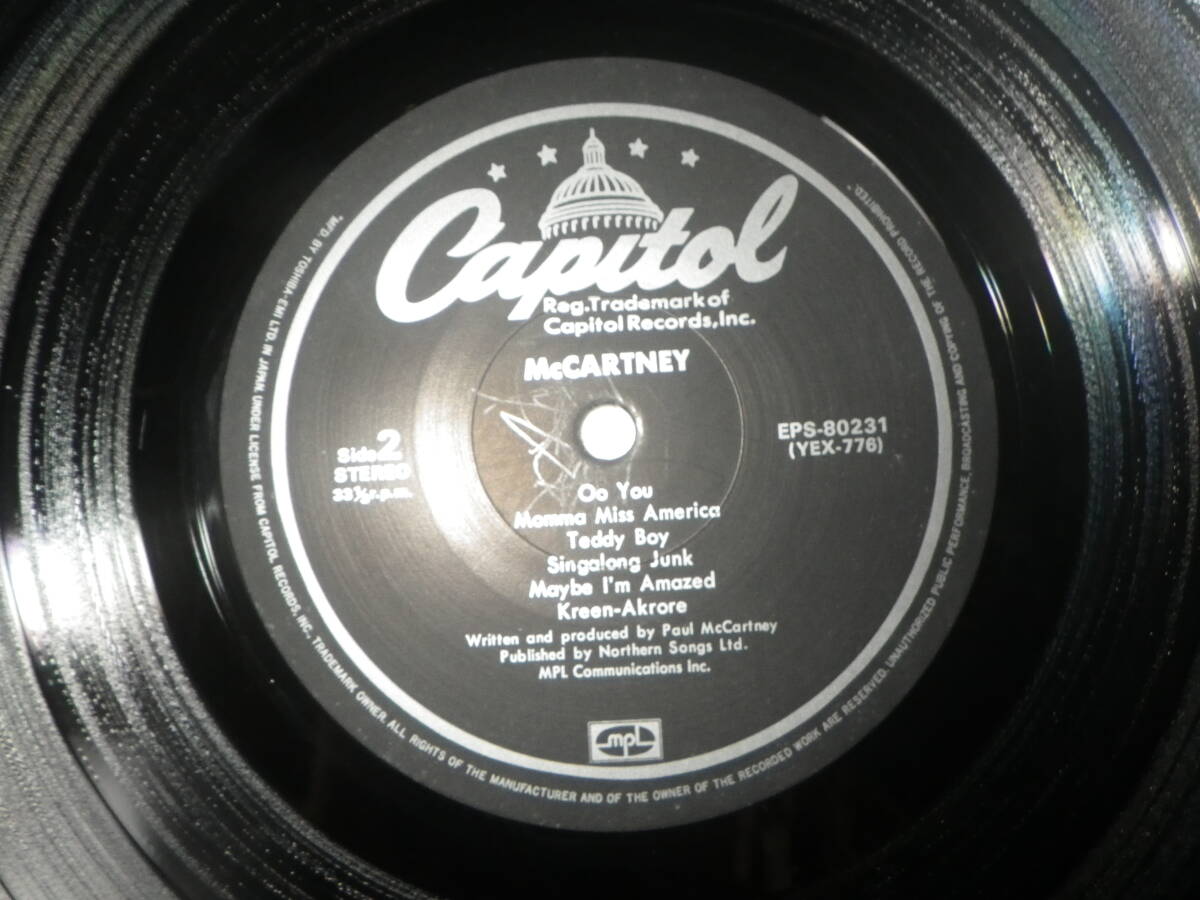 Capitol
Reg.Trademark of
Capitol Records,Inc.
McCARTNEY
Side 2
STEREO
33⅓r.p.m.
EPS-80231
(YEX-776)
Oo You
Momma Miss America
Teddy Boy
Singalong Junk
Maybe I'm Amazed
Kreen-Akrore
Written and produced by Paul McCartney
Published by Northern Songs Ltd.
MPL Communications Inc.
mpl
"MFD. BY TOSHIBA-EMI LTD. IN JAPAN, UNDER LICENSE FROM CAPITOL RECORDS, INC. TRADEMARK OWNER. ALL RIGHTS OF THE MANUFACTURER AND OF THE OWNER OF THE RECORDED WORK ARE RESERVED. UNAUTHORIZED PUBLIC PERFORMANCE, BROADCASTING AND COPYING OF THE RECORD PROHIBITED."